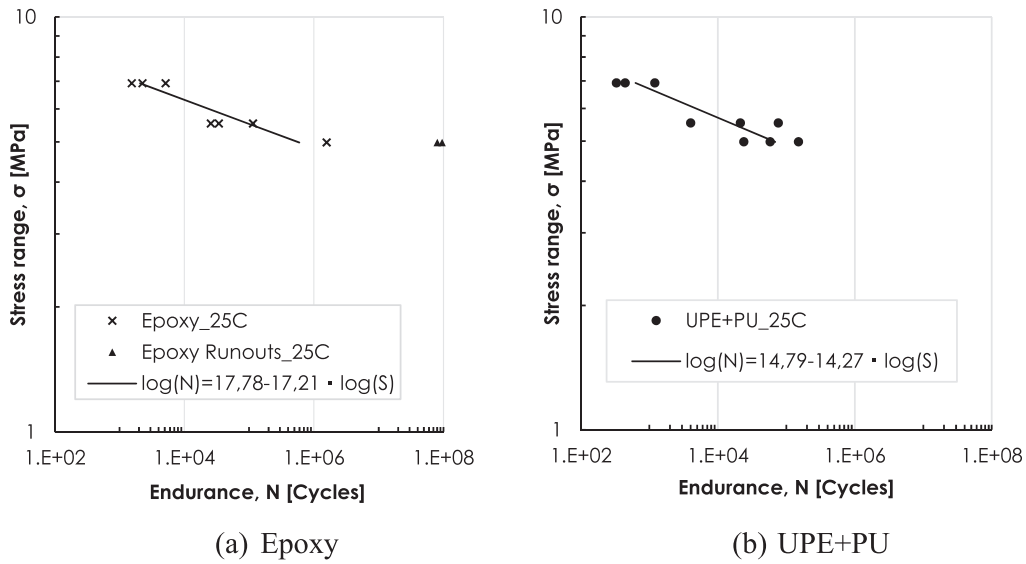 10
Stress range, σ [MPa]
Epoxy_25C
Epoxy Runouts_25C
log(N)=17,78-17,21 · log(S)
1
1.E+02 1.E+04 1.E+06 1.E+08
Endurance, N [Cycles]
(a) Epoxy
10
Stress range, σ [MPa]
UPE+PU_25C
log(N)=14,79-14,27 · log(S)
1
1.E+02 1.E+04 1.E+06 1.E+08
Endurance, N [Cycles]
(b) UPE+PU